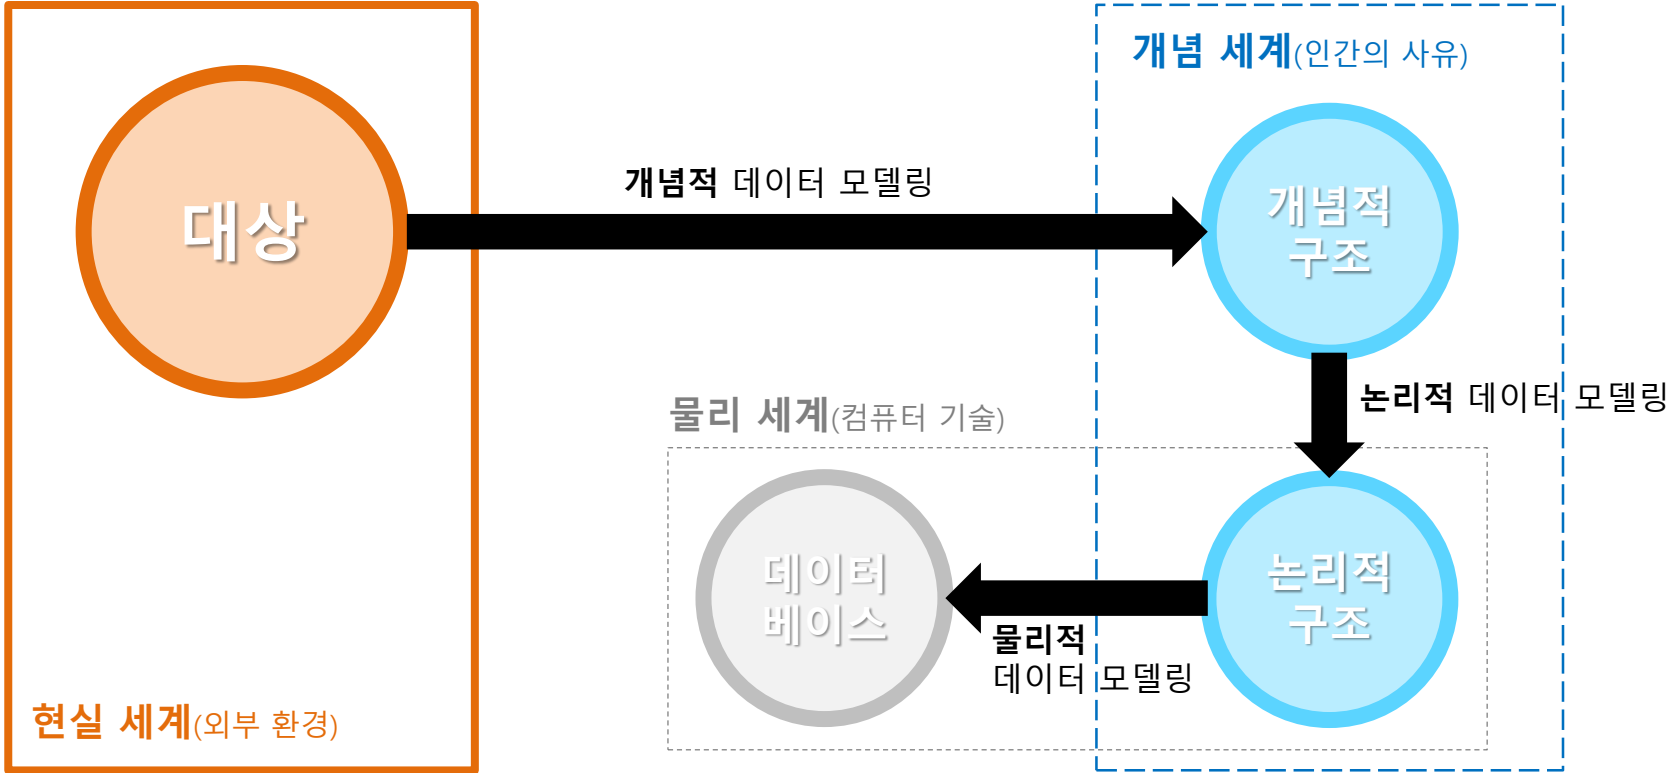 개념 세계(인간의 사유)
대상
개념적 데이터 모델링
개념적
구조
논리적 데이터 모델링
물리 세계(컴퓨터 기술)
데이터
베이스
논리적
구조
물리적
데이터 모델링
현실 세계(외부 환경)